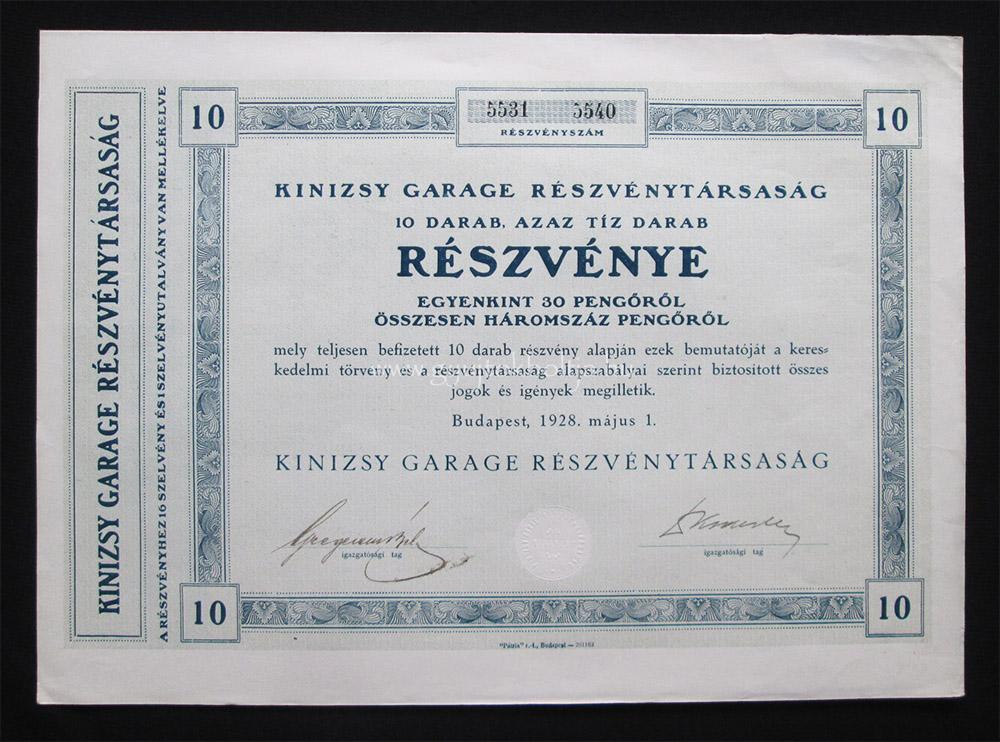 KINIZSY GARAGE RÉSZVÉNYTÁRSASÁG
A RÉSZVÉNYHEZ 16 SZELVÉNY ÉS 1 SZELVÉNYUTALVÁNY VAN MELLÉKELVE
10
5531 5540
RÉSZVÉNYSZÁM
10
KINIZSY GARAGE RÉSZVÉNYTÁRSASÁG
10 DARAB, AZAZ TÍZ DARAB
RÉSZVÉNYE
EGYENKINT 30 PENGŐRŐL
ÖSSZESEN HÁROMSZÁZ PENGŐRŐL
mely teljesen befizetett 10 darab részvény alapján ezek bemutatóját a keres=
kedelmi törvény és a részvénytársaság alapszabályai szerint biztosított összes
jogok és igények megilletik.
Budapest, 1928. május 1.
KINIZSY GARAGE RÉSZVÉNYTÁRSASÁG
igazgatósági tag
igazgatósági tag
10
10
"Pátria" r.-t., Budapest —